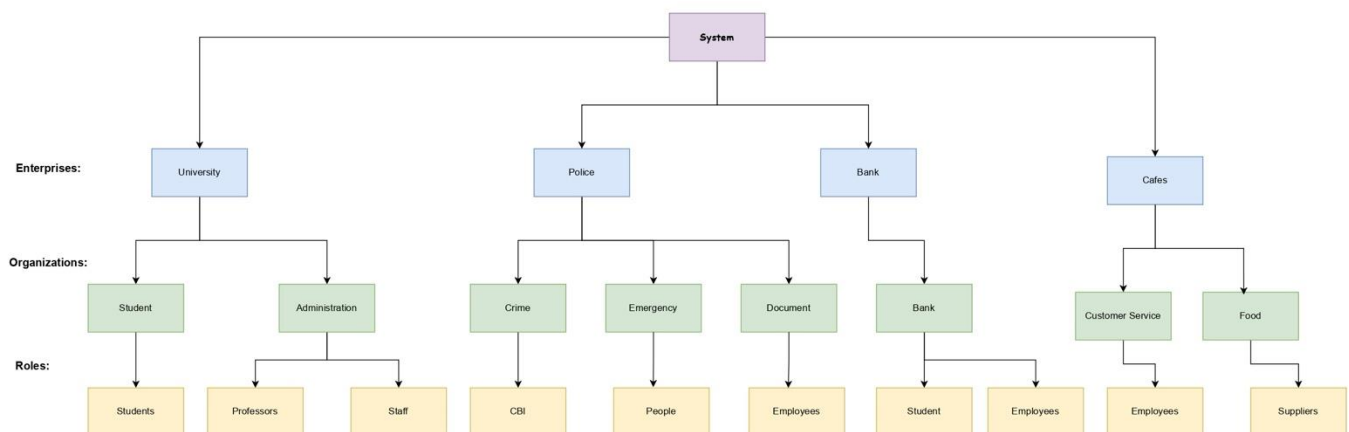 System
Enterprises:
University
Police
Bank
Cafes
Organizations:
Student
Administration
Crime
Emergency
Document
Bank
Customer Service
Food
Roles:
Students
Professors
Staff
CBI
People
Employees
Student
Employees
Employees
Suppliers